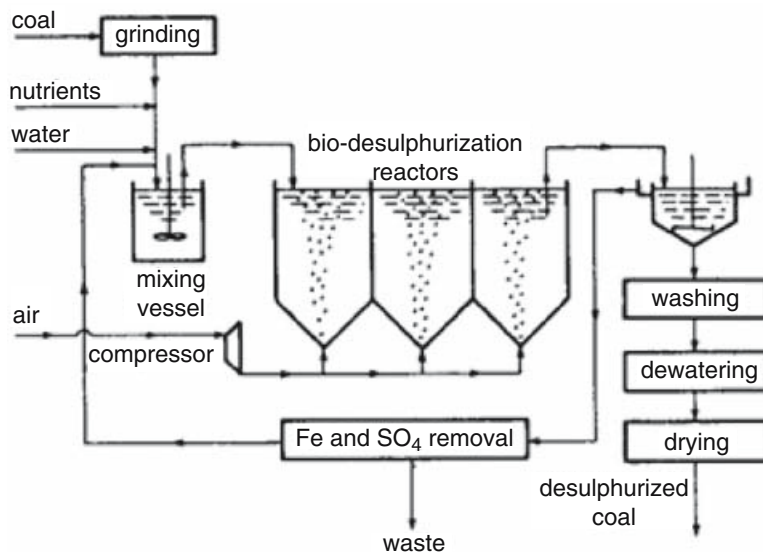 coal
grinding
nutrients
water
bio-desulphurization
reactors
mixing
vessel
air
compressor
washing
dewatering
Fe and SO₄ removal
drying
desulphurized
coal
waste